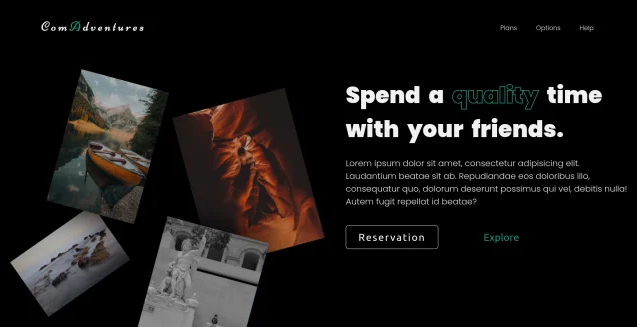 ComAdventures
Plans Options Help
Spend a quality time
with your friends.
Lorem ipsum dolor sit amet, consectetur adipisicing elit.
Laudantium beatae sit ab. Repudiandae eos doloribus illo,
consequatur quo, dolorum deserunt possimus qui vel, debitis nulla!
Autem fugit repellat id beatae?
Reservation Explore